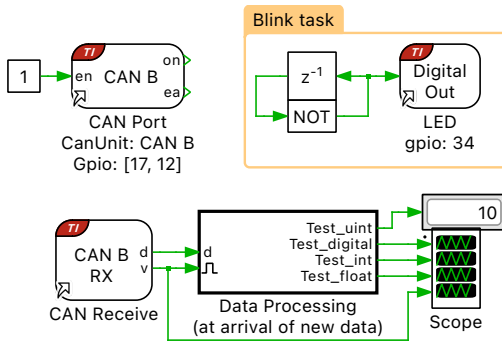 Blink task
TI
1
en
CAN B
on
ea
CAN Port
CanUnit: CAN B
Gpio: [17, 12]
z-1
NOT
TI
Digital
Out
LED
gpio: 34
TI
CAN B
RX
d
v
CAN Receive
d
Test_uint
Test_digital
Test_int
Test_float
Data Processing
(at arrival of new data)
10
Scope